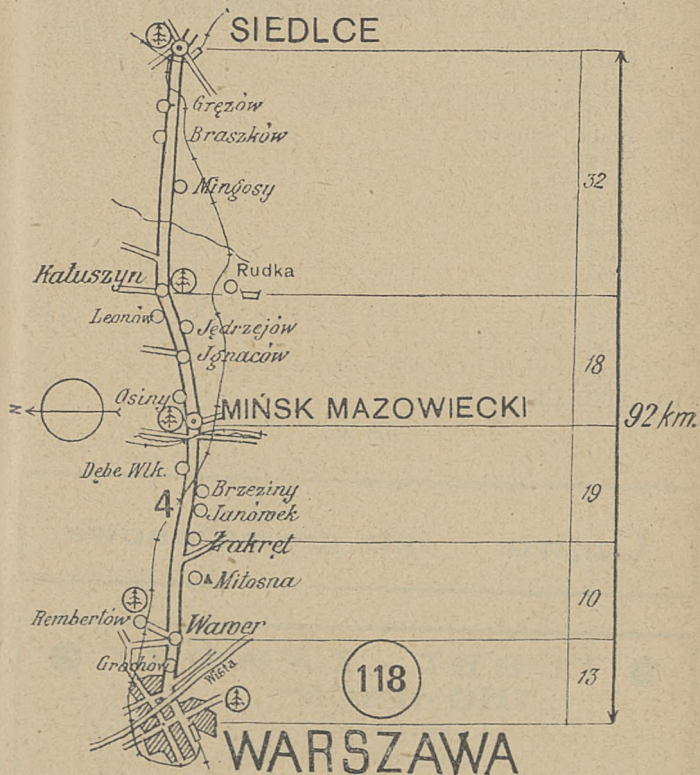 SIEDLCE
Gręzów
Braszków
Mingosy
32
Rudka
Kałuszyn
Leonów
Jędrzejów
Ignaców
18
Osiny
N
MIŃSK MAZOWIECKI
92 km.
Dębe Wlk.
Brzeziny
19
4
Janówek
Zakręt
Miłosna
10
Rembertów
Wawer
Grochów
Wisła
118
13
WARSZAWA